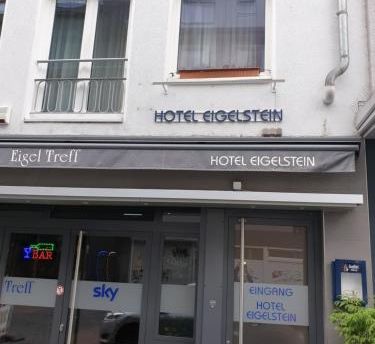 HOTEL EIGELSTEIN
Eigel Treff
HOTEL EIGELSTEIN
BAR
Treff
sky
EINGANG
HOTEL
EIGELSTEIN